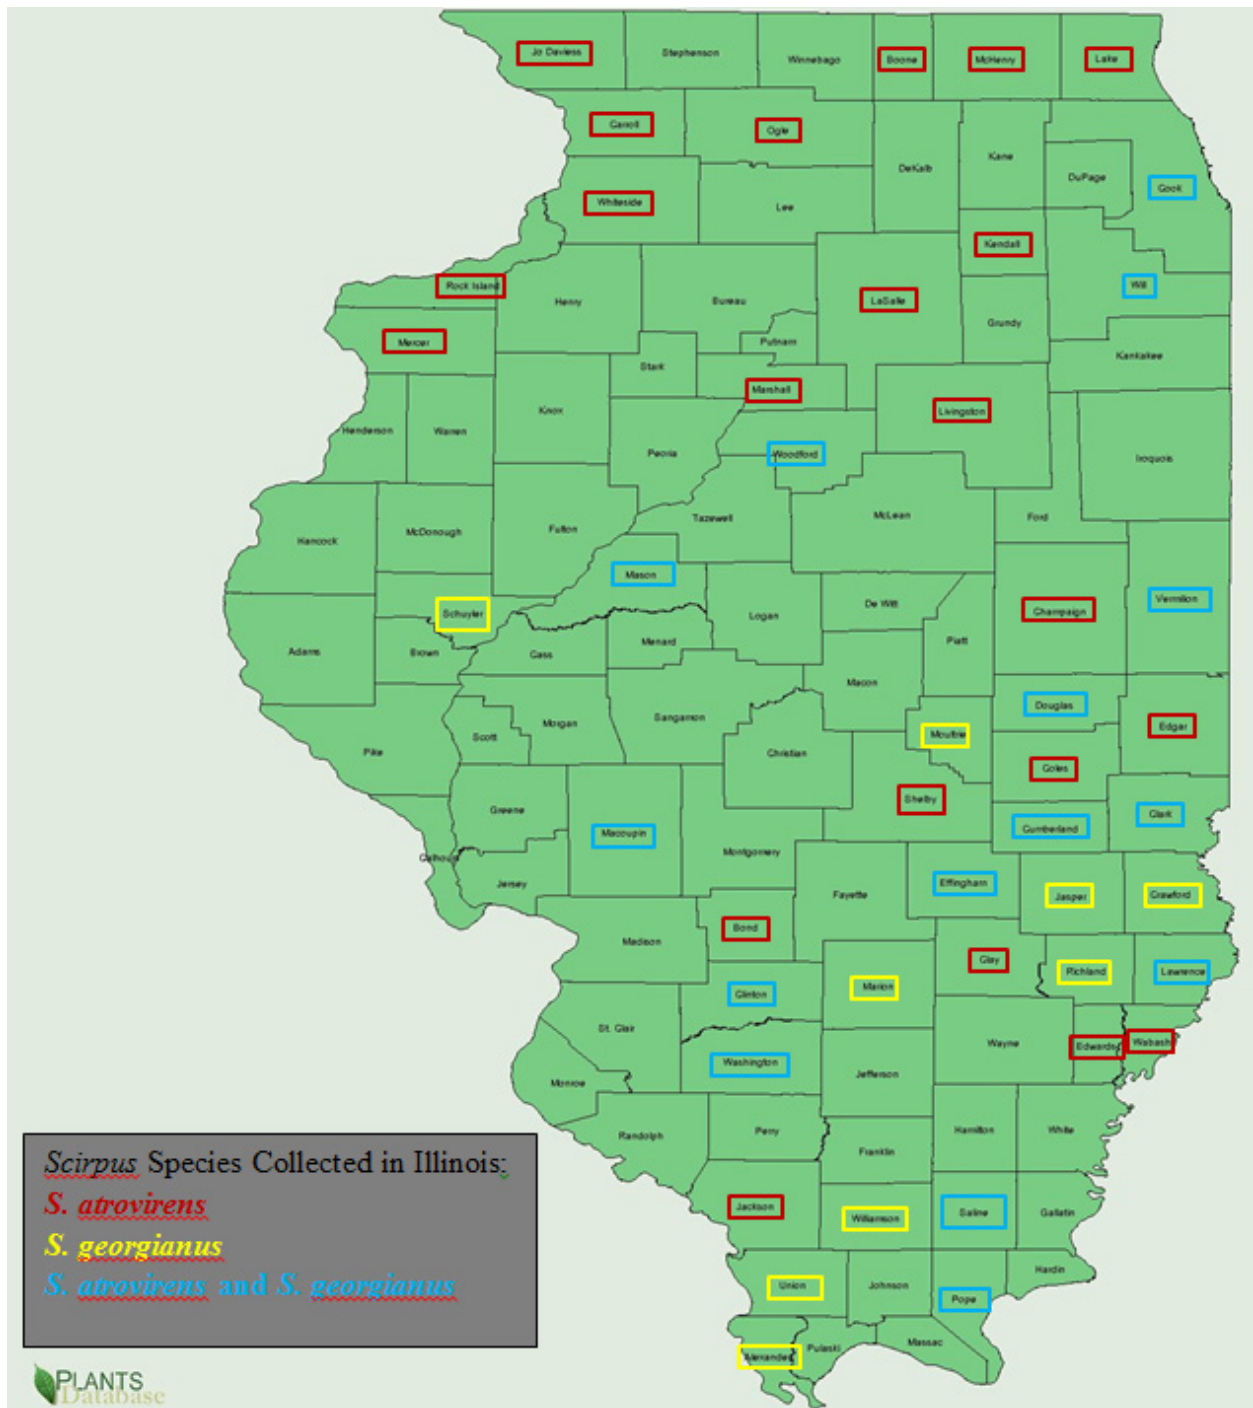 Jo Daviess
Stephenson
Winnebago
Boone
McHenry
Lake
Carroll
Ogle
DeKalb
Kane
DuPage
Cook
Whiteside
Lee
Kendall
Rock Island
Henry
Bureau
LaSalle
Will
Mercer
Putnam
Grundy
Kankakee
Stark
Marshall
Knox
Livingston
Henderson
Warren
Peoria
Woodford
Iroquois
Hancock
McDonough
Fulton
Tazewell
McLean
Ford
Mason
Vermilion
Schuyler
Logan
De Witt
Champaign
Adams
Brown
Cass
Menard
Piatt
Macon
Douglas
Pike
Scott
Morgan
Sangamon
Christian
Moultrie
Edgar
Coles
Greene
Macoupin
Shelby
Cumberland
Clark
Calhoun
Jersey
Montgomery
Fayette
Effingham
Jasper
Crawford
Madison
Bond
Clay
Richland
Lawrence
Clinton
Marion
St. Clair
Wayne
Edwards
Wabash
Monroe
Washington
Jefferson
Randolph
Perry
Hamilton
White
Franklin
Jackson
Williamson
Saline
Gallatin
Union
Johnson
Pope
Hardin
Alexander
Pulaski
Massac
Scirpus Species Collected in Illinois:
S. atrovirens
S. georgianus
S. atrovirens and S. georgianus
PLANTS
Database